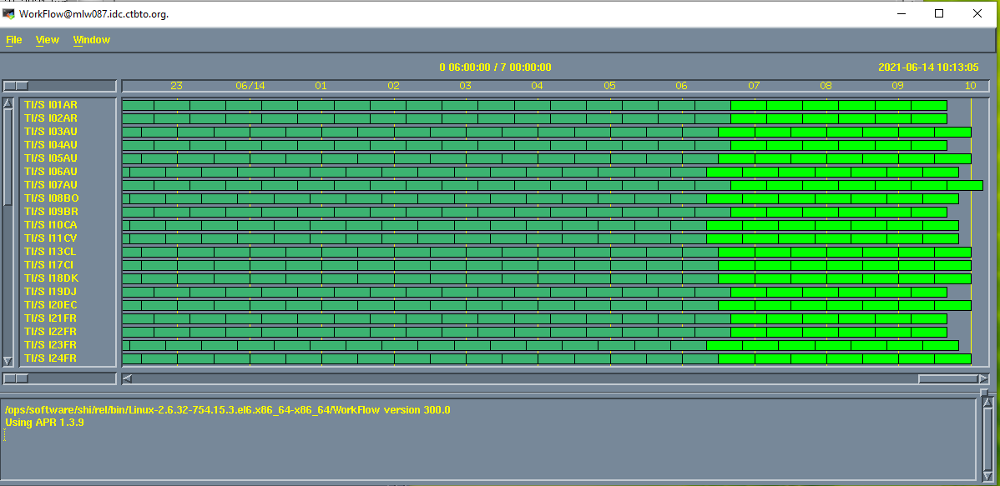 WorkFlow@mlw087.idc.ctbto.org.
File View Window
0 06:00:00 / 7 00:00:00 2021-06-14 10:13:05
23 06/14 01 02 03 04 05 06 07 08 09 10
TI/S I01AR
TI/S I02AR
TI/S I03AU
TI/S I04AU
TI/S I05AU
TI/S I06AU
TI/S I07AU
TI/S I08BO
TI/S I09BR
TI/S I10CA
TI/S I11CV
TI/S I13CL
TI/S I17CI
TI/S I18DK
TI/S I19DJ
TI/S I20EC
TI/S I21FR
TI/S I22FR
TI/S I23FR
TI/S I24FR
/ops/software/shi/rel/bin/Linux-2.6.32-754.15.3.el6.x86_64-x86_64/WorkFlow version 300.0
Using APR 1.3.9